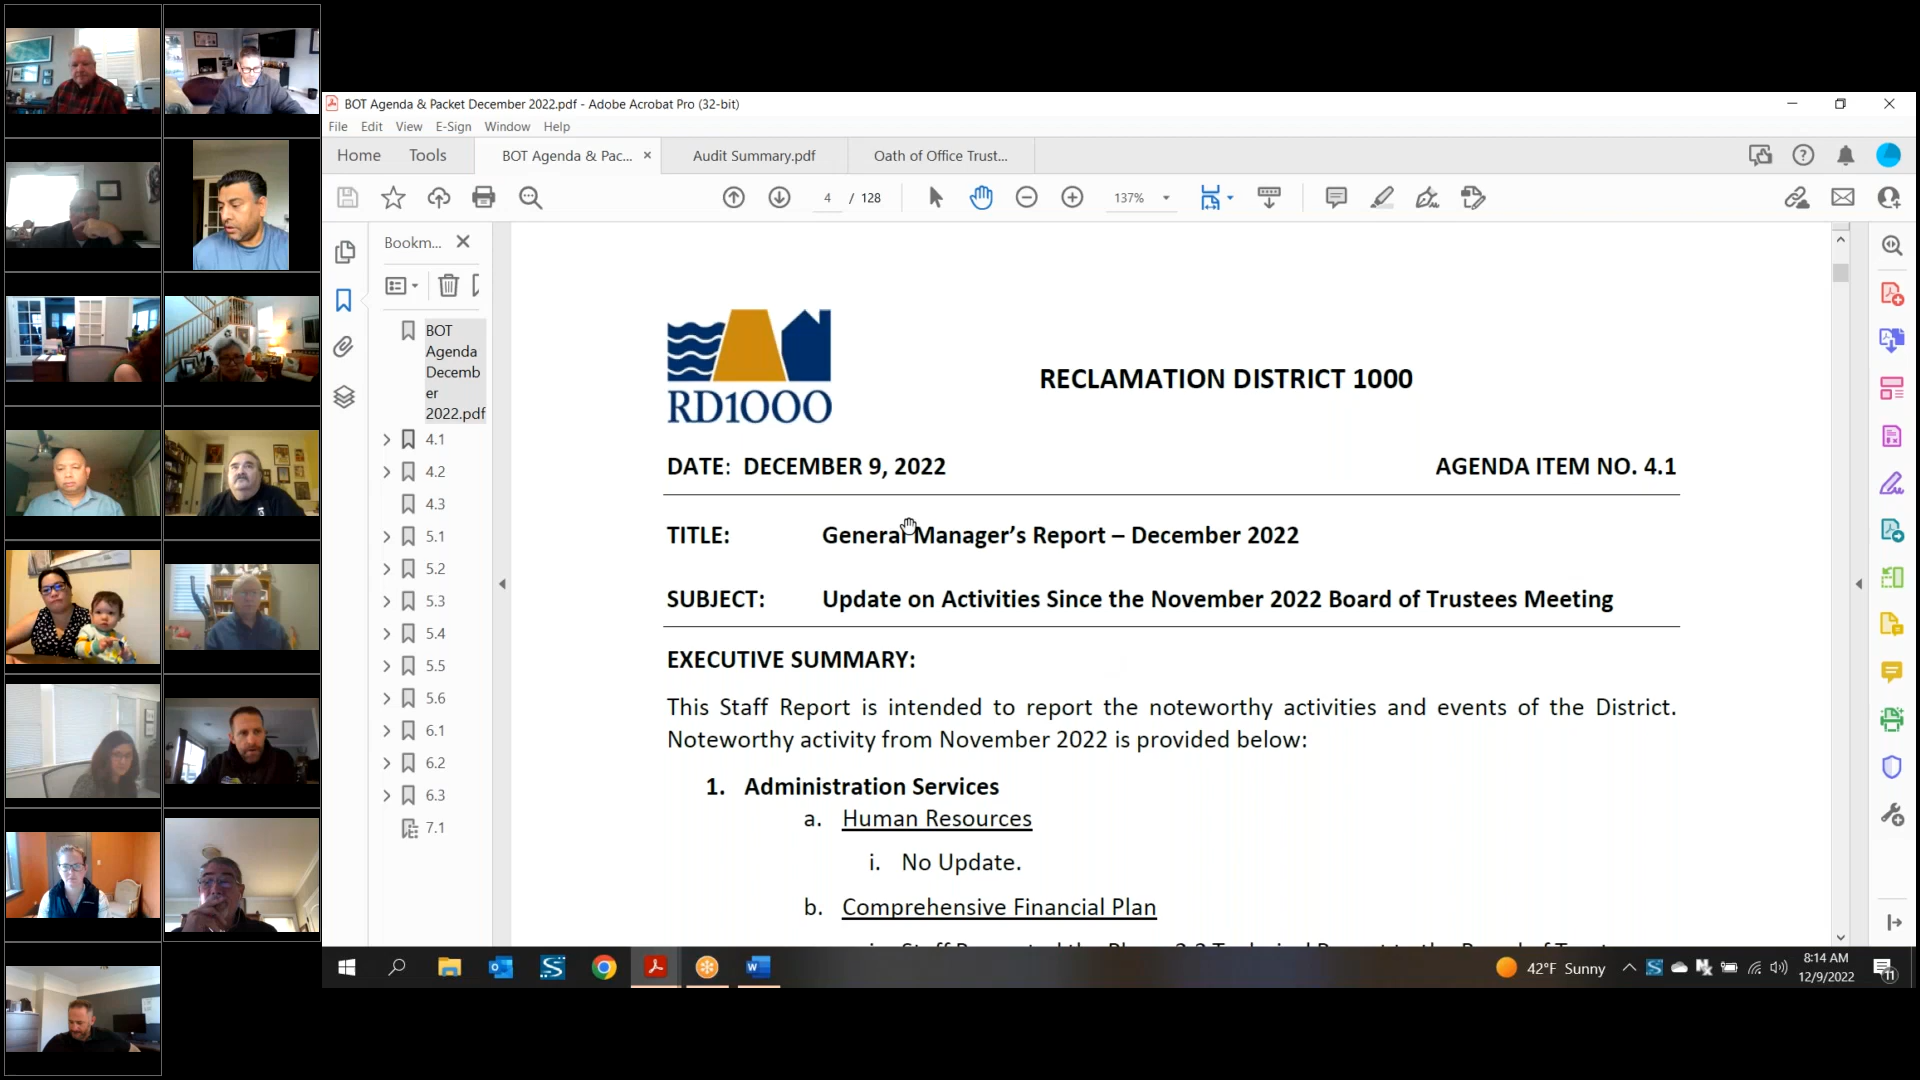 BOT Agenda & Packet December 2022.pdf - Adobe Acrobat Pro (32-bit)
File Edit View E-Sign Window Help
Home Tools BOT Agenda & Pac... × Audit Summary.pdf Oath of Office Trust...
4 / 128 137%
Bookm...
BOT
Agenda
Decemb
er
2022.pdf
4.1
4.2
4.3
5.1
5.2
5.3
5.4
5.5
5.6
6.1
6.2
6.3
7.1
RD1000
RECLAMATION DISTRICT 1000
DATE: DECEMBER 9, 2022 AGENDA ITEM NO. 4.1
TITLE: General Manager’s Report – December 2022
SUBJECT: Update on Activities Since the November 2022 Board of Trustees Meeting
EXECUTIVE SUMMARY:
This Staff Report is intended to report the noteworthy activities and events of the District.
Noteworthy activity from November 2022 is provided below:
1. Administration Services
a. Human Resources
i. No Update.
b. Comprehensive Financial Plan
42°F Sunny
8:14 AM
12/9/2022
11